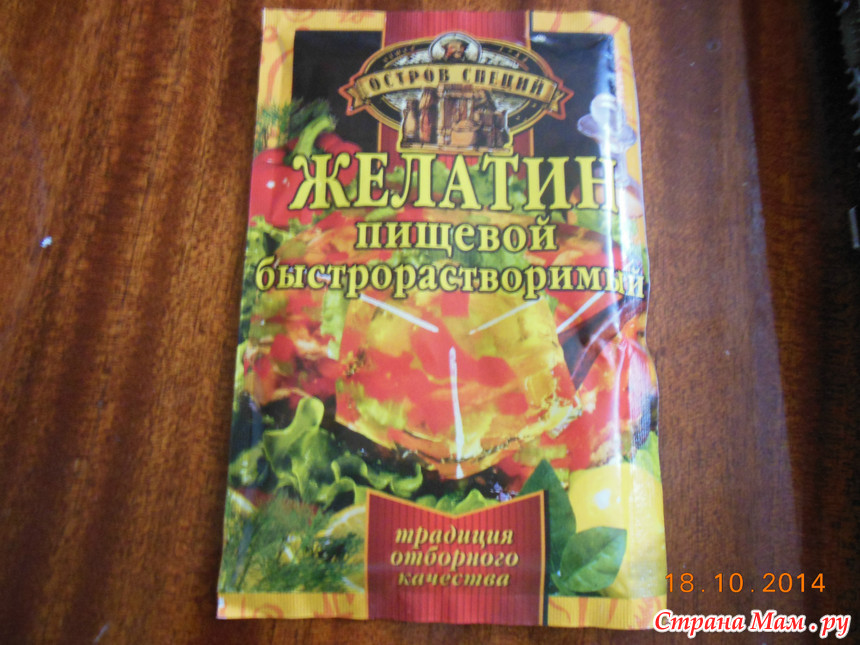 ОСТРОВ СПЕЦИЙ
ЖЕЛАТИН
пищевой
быстрорастворимый
традиция
отборного
качества
18.10.2014
Страна Мам.ру